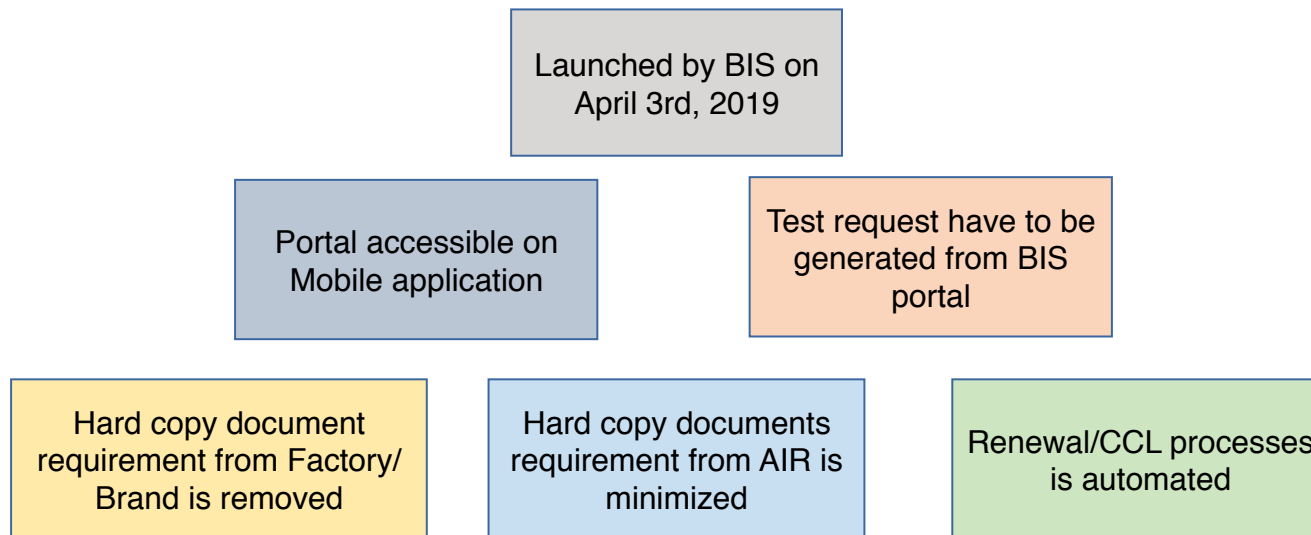 Launched by BIS on
April 3rd, 2019
Portal accessible on
Mobile application
Test request have to be
generated from BIS
portal
Hard copy document
requirement from Factory/
Brand is removed
Hard copy documents
requirement from AIR is
minimized
Renewal/CCL processes
is automated